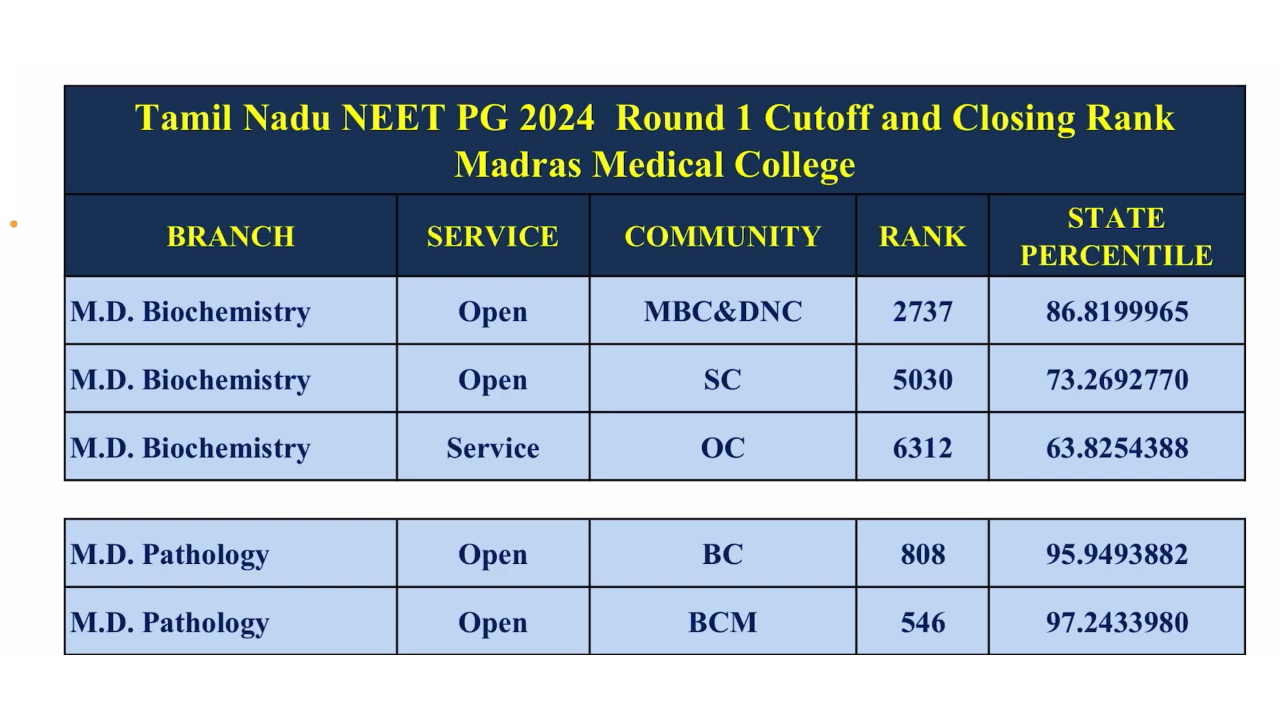 Tamil Nadu NEET PG 2024  Round 1 Cutoff and Closing Rank
Madras Medical College
BRANCH SERVICE COMMUNITY RANK STATE PERCENTILE
M.D. Biochemistry Open MBC&DNC 2737 86.8199965
M.D. Biochemistry Open SC 5030 73.2692770
M.D. Biochemistry Service OC 6312 63.8254388
M.D. Pathology Open BC 808 95.9493882
M.D. Pathology Open BCM 546 97.2433980